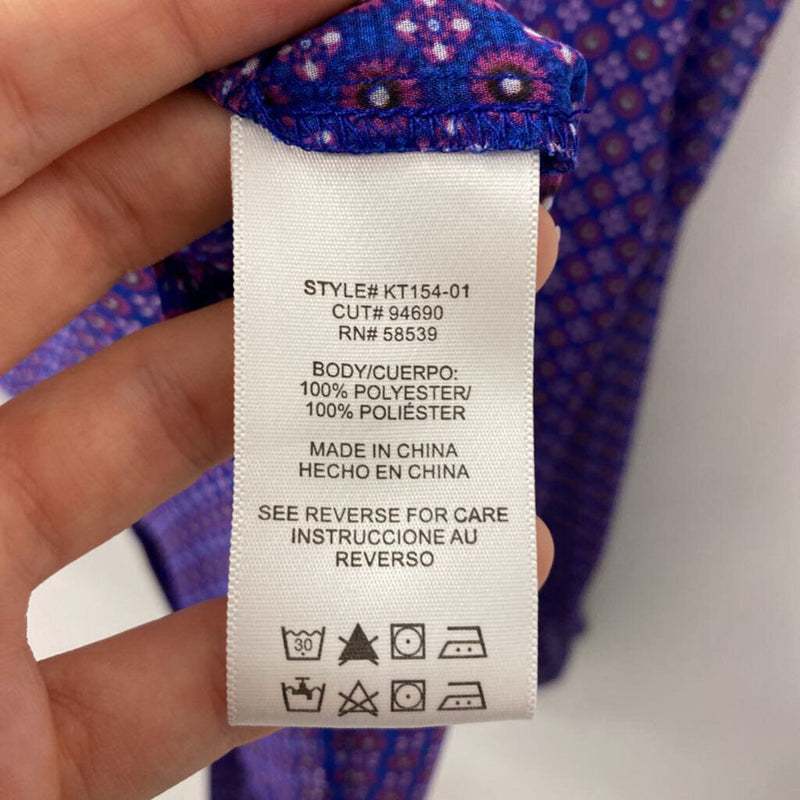 STYLE# KT154-01
CUT# 94690
RN# 58539
BODY/CUERPO:
100% POLYESTER/
100% POLIÉSTER
MADE IN CHINA
HECHO EN CHINA
SEE REVERSE FOR CARE
INSTRUCCIONE AU
REVERSO
30